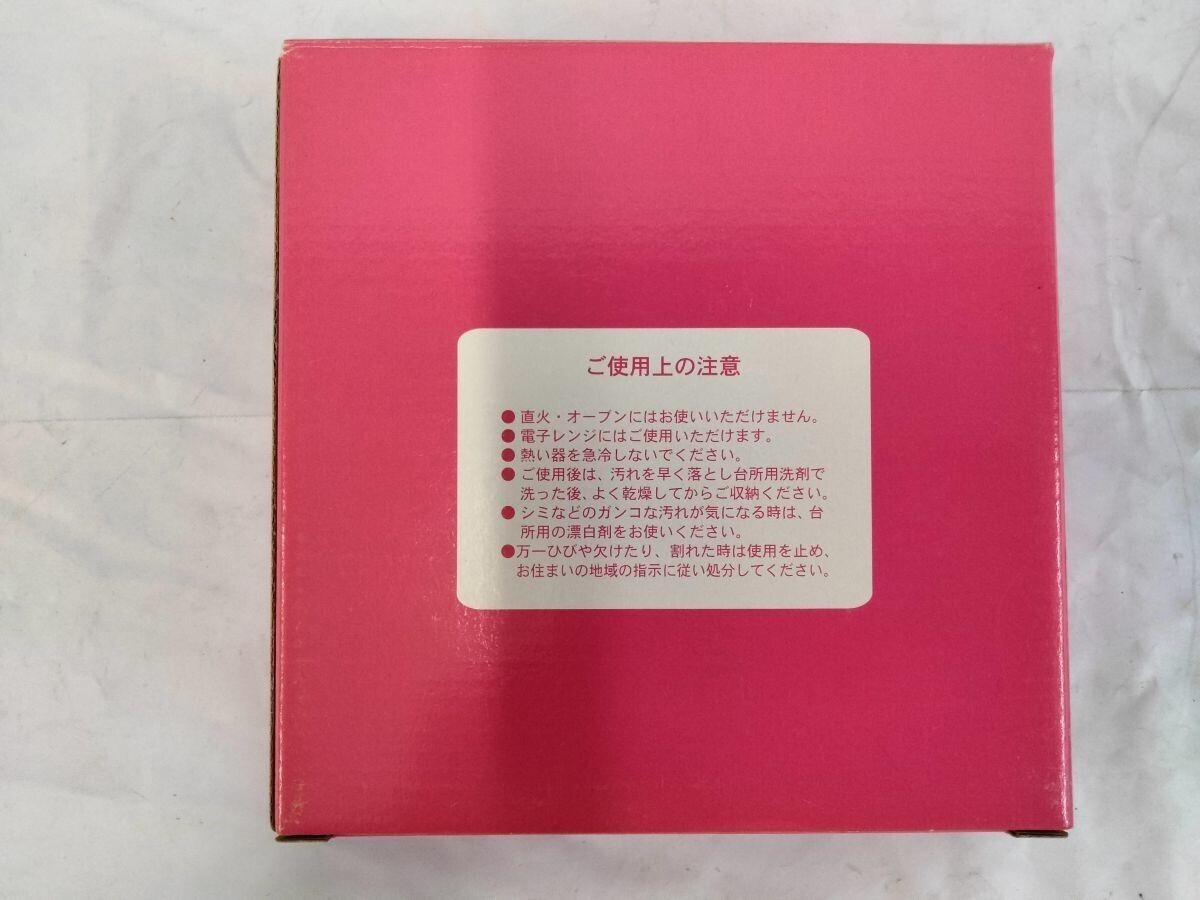 ご使用上の注意
● 直火・オーブンにはお使いいただけません。
● 電子レンジにはご使用いただけます。
● 熱い器を急冷しないでください。
● ご使用後は、汚れを早く落とし台所用洗剤で
洗った後、よく乾燥してからご収納ください。
● シミなどのガンコな汚れが気になる時は、台
所用の漂白剤をお使いください。
●万一ひびや欠けたり、割れた時は使用を止め、
お住まいの地域の指示に従い処分してください。